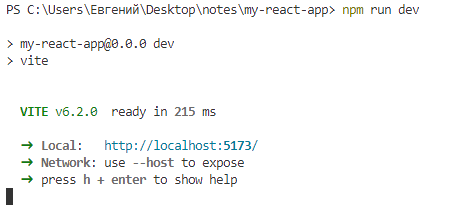 PS C:\Users\Евгений\Desktop\notes\my-react-app> npm run dev
> my-react-app@0.0.0 dev
> vite
VITE v6.2.0 ready in 215 ms
➜ Local: http://localhost:5173/
➜ Network: use --host to expose
➜ press h + enter to show help